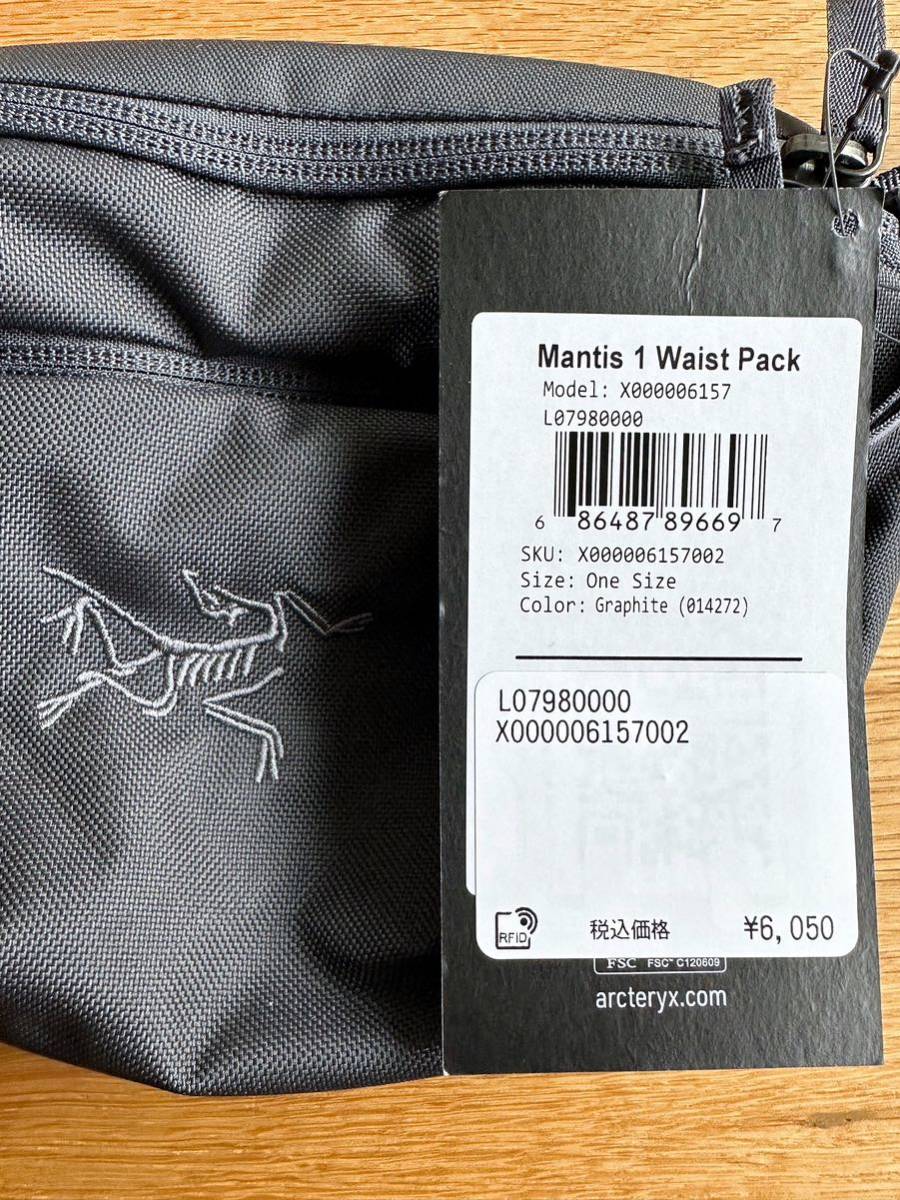 Mantis 1 Waist Pack
Model: X000006157
L07980000
6 86487 89669 7
SKU: X000006157002
Size: One Size
Color: Graphite (014272)
L07980000
X000006157002
RFID 税込価格 ¥6,050
FSC FSC™ C120609
arcteryx.com